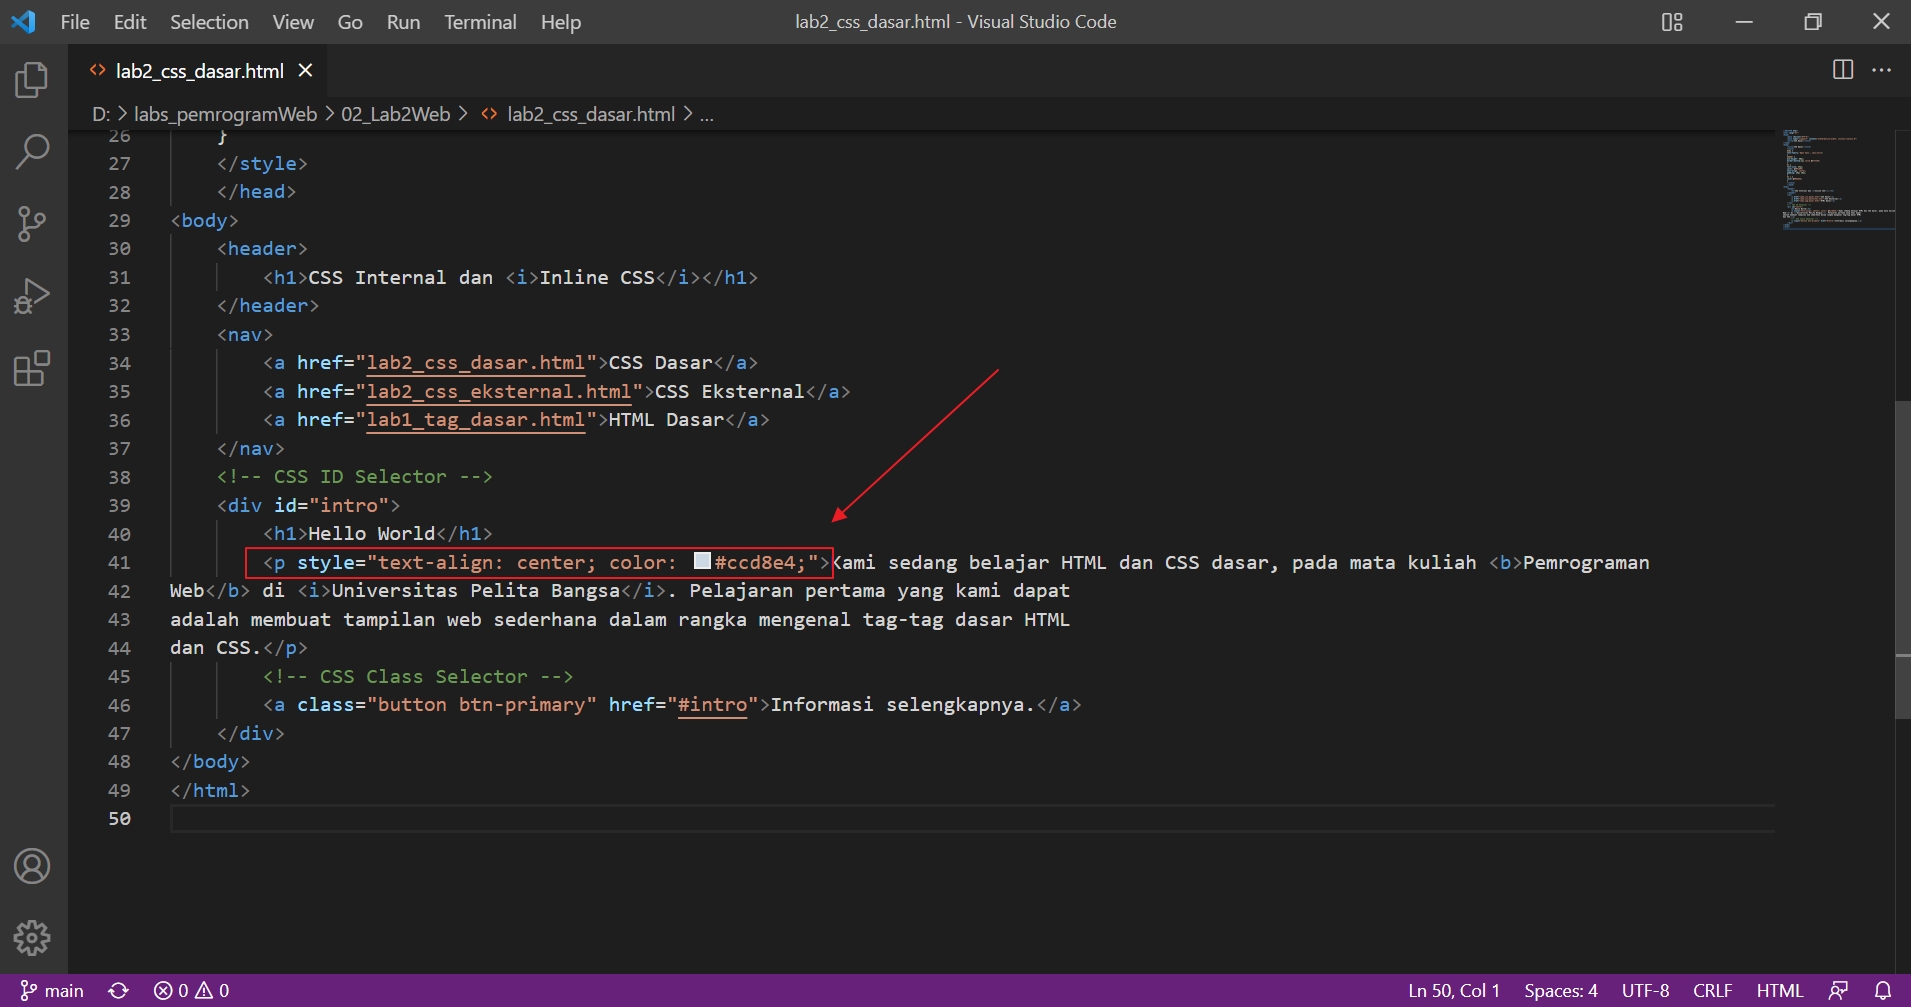 File Edit Selection View Go Run Terminal Help lab2_css_dasar.html - Visual Studio Code
lab2_css_dasar.html
D: > labs_pemrogramWeb > 02_Lab2Web > lab2_css_dasar.html > ...
26 }
27 </style>
28 </head>
29 <body>
30 <header>
31 <h1>CSS Internal dan <i>Inline CSS</i></h1>
32 </header>
33 <nav>
34 <a href="lab2_css_dasar.html">CSS Dasar</a>
35 <a href="lab2_css_eksternal.html">CSS Eksternal</a>
36 <a href="lab1_tag_dasar.html">HTML Dasar</a>
37 </nav>
38 <!-- CSS ID Selector -->
39 <div id="intro">
40 <h1>Hello World</h1>
41 <p style="text-align: center; color: #ccd8e4;">Kami sedang belajar HTML dan CSS dasar, pada mata kuliah <b>Pemrograman
42 Web</b> di <i>Universitas Pelita Bangsa</i>. Pelajaran pertama yang kami dapat
43 adalah membuat tampilan web sederhana dalam rangka mengenal tag-tag dasar HTML
44 dan CSS.</p>
45 <!-- CSS Class Selector -->
46 <a class="button btn-primary" href="#intro">Informasi selengkapnya.</a>
47 </div>
48 </body>
49 </html>
50
main 0 0 Ln 50, Col 1 Spaces: 4 UTF-8 CRLF HTML